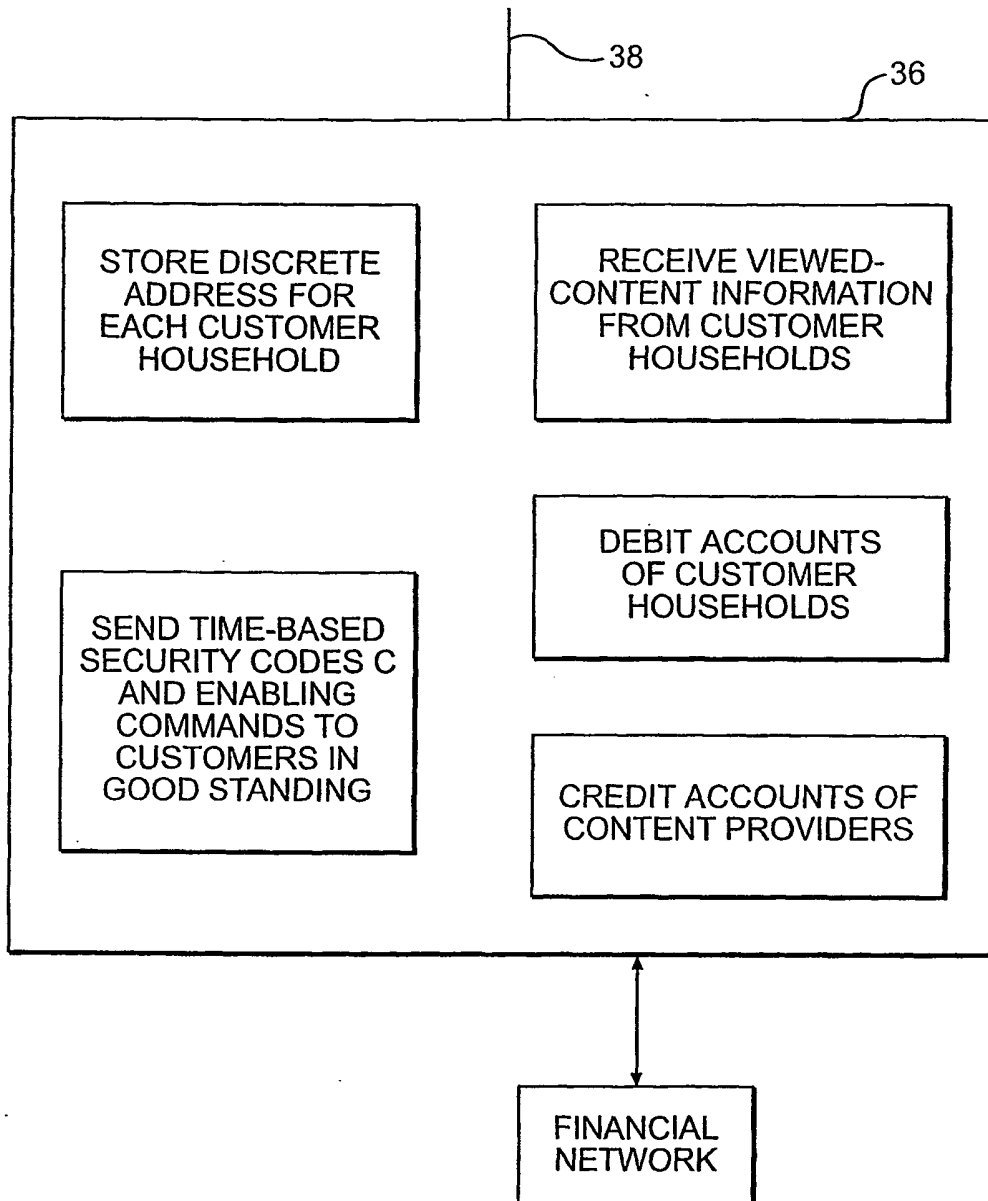 38
36
STORE DISCRETE
ADDRESS FOR
EACH CUSTOMER
HOUSEHOLD
RECEIVE VIEWED-
CONTENT INFORMATION
FROM CUSTOMER
HOUSEHOLDS
SEND TIME-BASED
SECURITY CODES C
AND ENABLING
COMMANDS TO
CUSTOMERS IN
GOOD STANDING
DEBIT ACCOUNTS
OF CUSTOMER
HOUSEHOLDS
CREDIT ACCOUNTS OF
CONTENT PROVIDERS
FINANCIAL
NETWORK